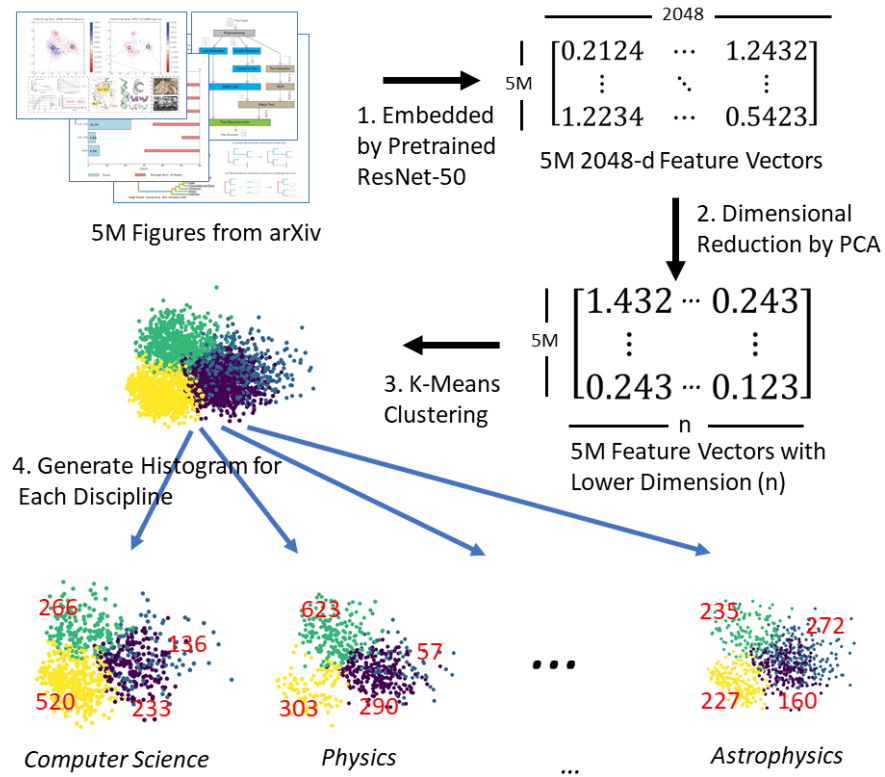 2048
5M
0.2124 ⋯ 1.2432
⋮ ⋱ ⋮
1.2234 ⋯ 0.5423
1. Embedded
by Pretrained
ResNet-50
5M 2048-d Feature Vectors
5M Figures from arXiv
2. Dimensional
Reduction by PCA
5M
1.432 ⋯ 0.243
⋮ ⋮
0.243 ⋯ 0.123
n
5M Feature Vectors with
Lower Dimension (n)
3. K-Means
Clustering
4. Generate Histogram for
Each Discipline
266
136
520
233
Computer Science
623
57
303
290
Physics
...
...
235
272
227
160
Astrophysics